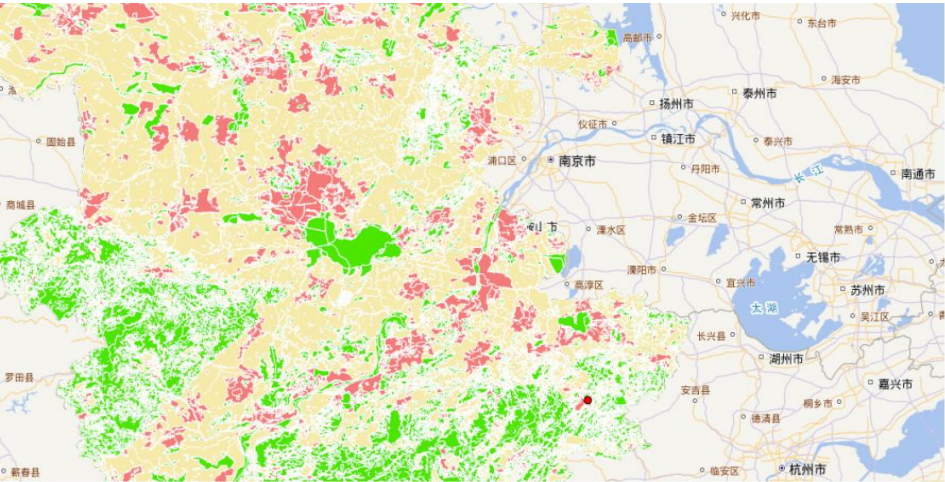 兴化市
东台市
高邮市
海安市
扬州市
泰州市
仪征市
固始县
镇江市
泰兴市
浦口区
南京市
丹阳市
长江
南通市
商城县
常州市
金坛区
溧水区
常熟市
无锡市
溧阳市
高淳区
宜兴市
苏州市
太湖
吴江区
长兴县
湖州市
罗田县
安吉县
嘉兴市
桐乡市
德清县
蕲春县
临安区
杭州市